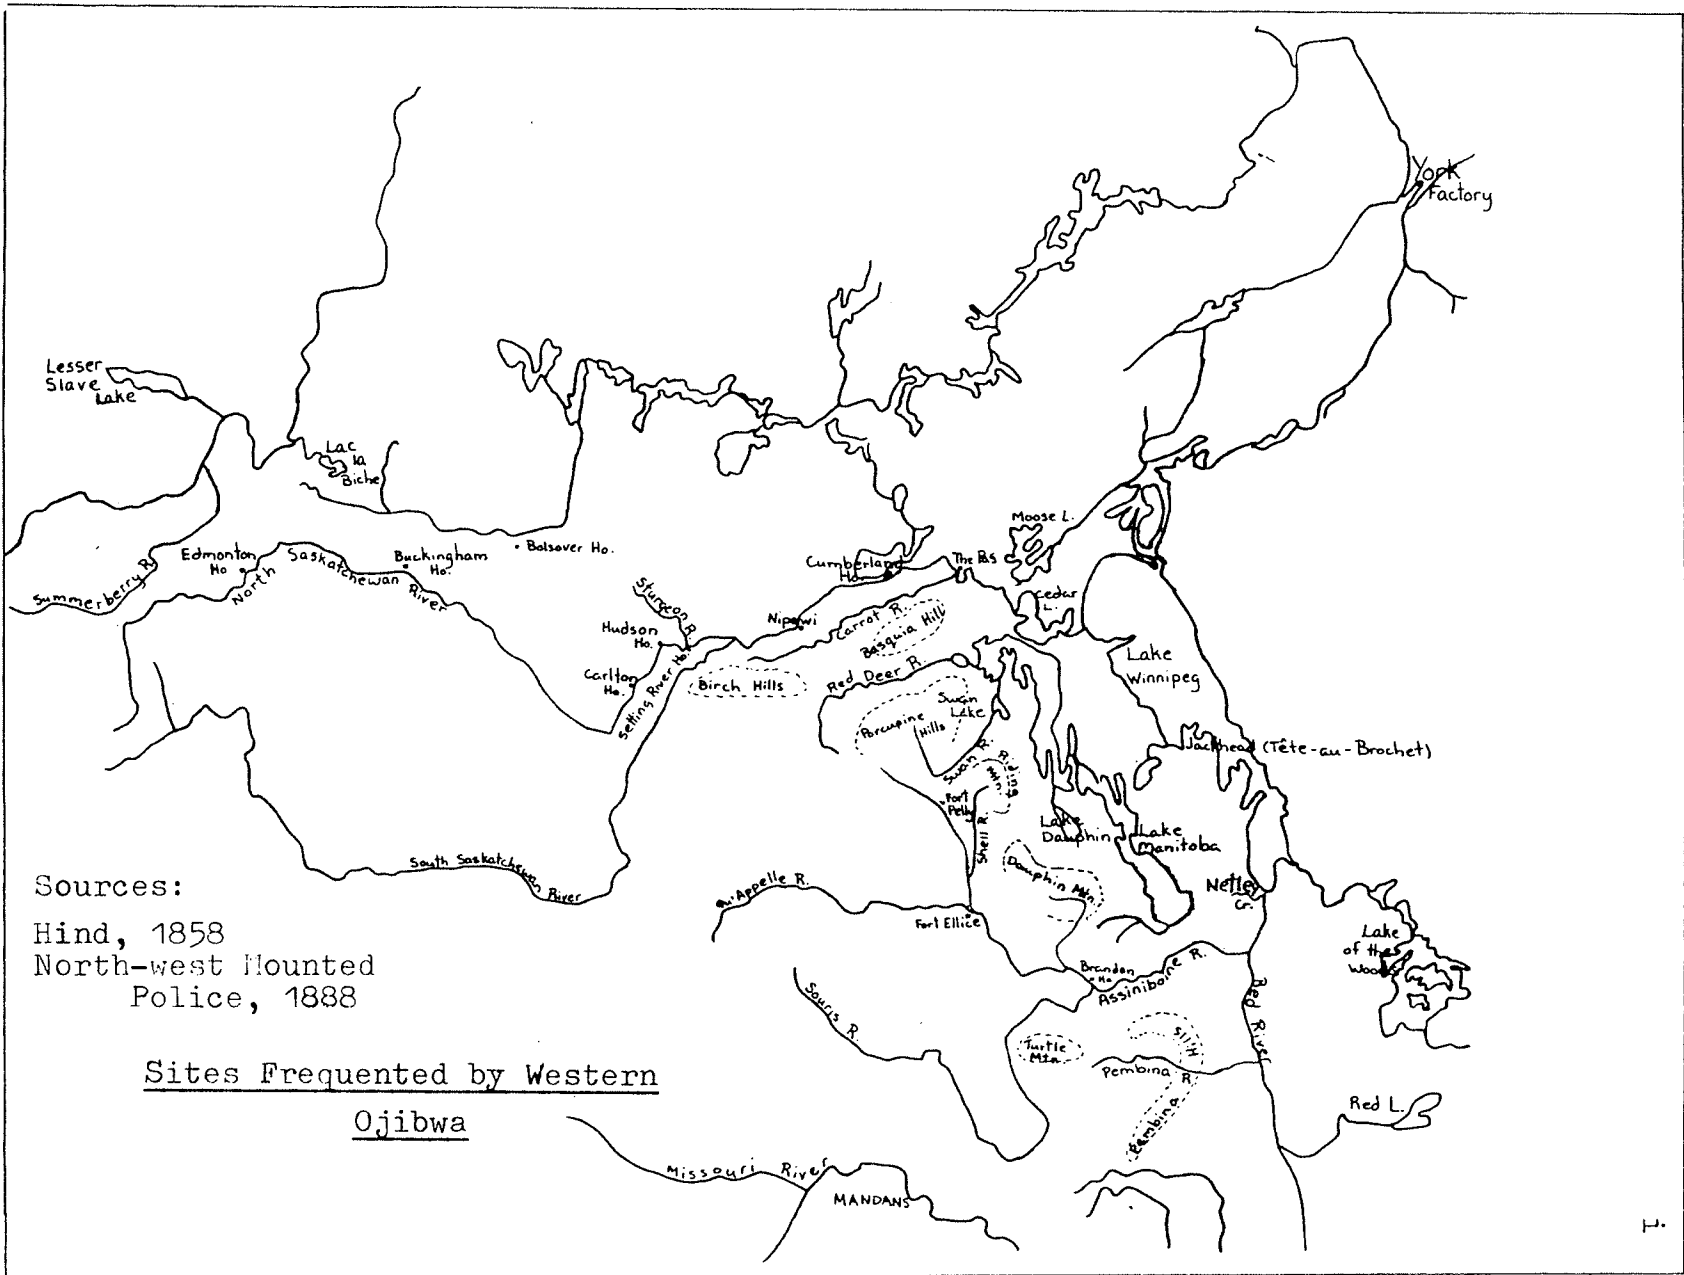 York
Factory
Lesser
Slave
Lake
Lac
la
Biche
Moose L.
Edmonton
Ho
Saskatchewan
Buckingham
Ho.
Balsover Ho.
Cumberland
Ho.
The Pas
Summerberry R.
North
River
Sturgeon R.
Cedar
L.
Nipawi
Carrot R.
Basquia Hill
Hudson
Ho.
Carlton
Ho.
Setting River Ho.
Birch Hills
Red Deer R.
Lake
Winnipeg
Swan
Lake
Porcupine
Hills
Jackhead (Tête-au-Brochet)
Swan R.
Riding
Mtn.
Fort
Pelly
Shell R.
Lake
Dauphin
Lake
Manitoba
Dauphin Mtn.
South Saskatchewan
River
Sources:
Hind, 1858
North-west Mounted
Police, 1888
Qu'Appelle R.
Fort Ellice
Netley
Cr.
Lake
of the
Woods
Brandon
Ho
Assiniboine R.
Red River
Souris R.
Turtle
Mtn.
Hills
Pembina R
Pembina
Red L.
Sites Frequented by Western
Ojibwa
Missouri River
MANDANS